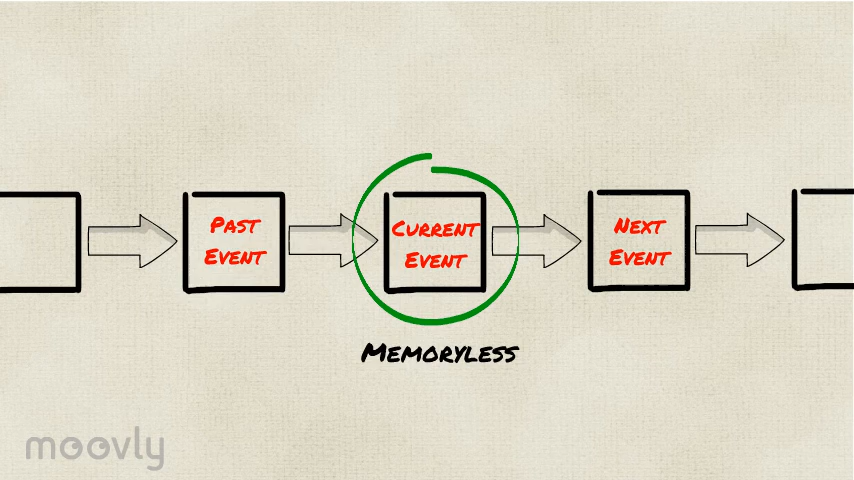 Past
Event
Current
Event
Next
Event
Memoryless
moovly